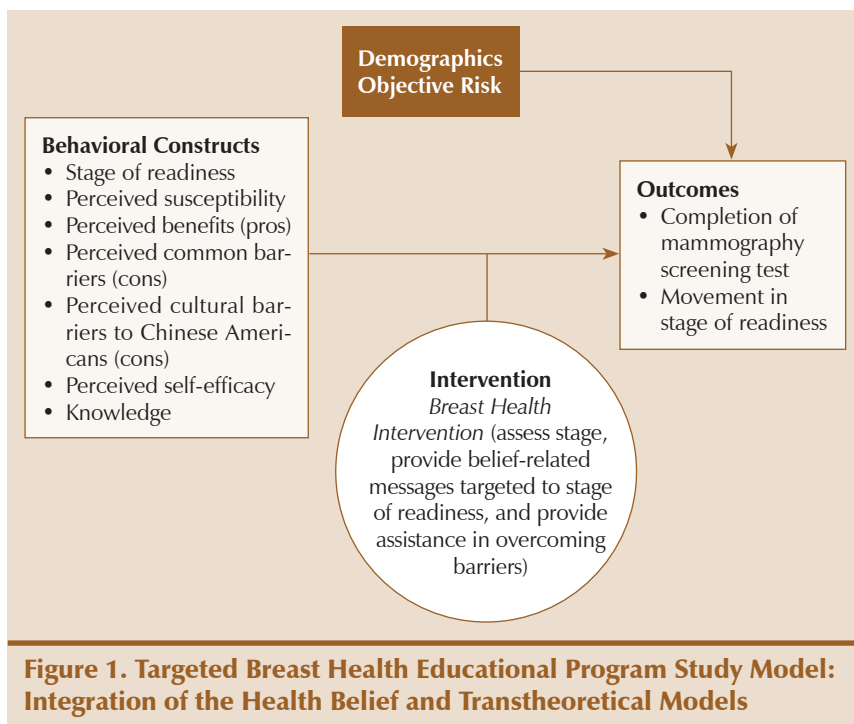 Demographics
Objective Risk
Behavioral Constructs
• Stage of readiness
• Perceived susceptibility
• Perceived benefits (pros)
• Perceived common bar-
riers (cons)
• Perceived cultural bar-
riers to Chinese Ameri-
cans (cons)
• Perceived self-efficacy
• Knowledge
Outcomes
• Completion of
mammography
screening test
• Movement in
stage of readiness
Intervention
Breast Health
Intervention (assess stage,
provide belief-related
messages targeted to stage
of readiness, and provide
assistance in overcoming
barriers)
Figure 1. Targeted Breast Health Educational Program Study Model:
Integration of the Health Belief and Transtheoretical Models